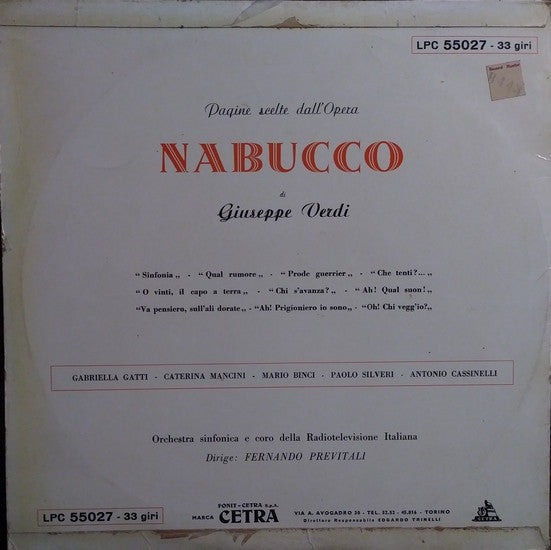 LPC 55027 - 33 giri
Pagine scelte dall'Opera
NABUCCO
di
Giuseppe Verdi
"Sinfonia„ - "Qual rumore„ - "Prode guerrier„ - "Che tenti?...„
"O vinti, il capo a terra„ - "Chi s'avanza?„ - "Ah! Qual suon!„
"Va pensiero, sull'ali dorate„ - "Ah! Prigioniero io sono„ - "Oh! Chi vegg'io?„
GABRIELLA GATTI - CATERINA MANCINI - MARIO BINCI - PAOLO SILVERI - ANTONIO CASSINELLI
Orchestra sinfonica e coro della Radiotelevisione Italiana
Dirige: FERNANDO PREVITALI
LPC 55027 - 33 giri
FONIT - CETRA S.p.A.
MARCA CETRA
VIA A. AVOGADRO 30 - TEL. 52.52 - 45.816 - TORINO
Direttore Responsabile EDGARDO TRINELLI
CETRA